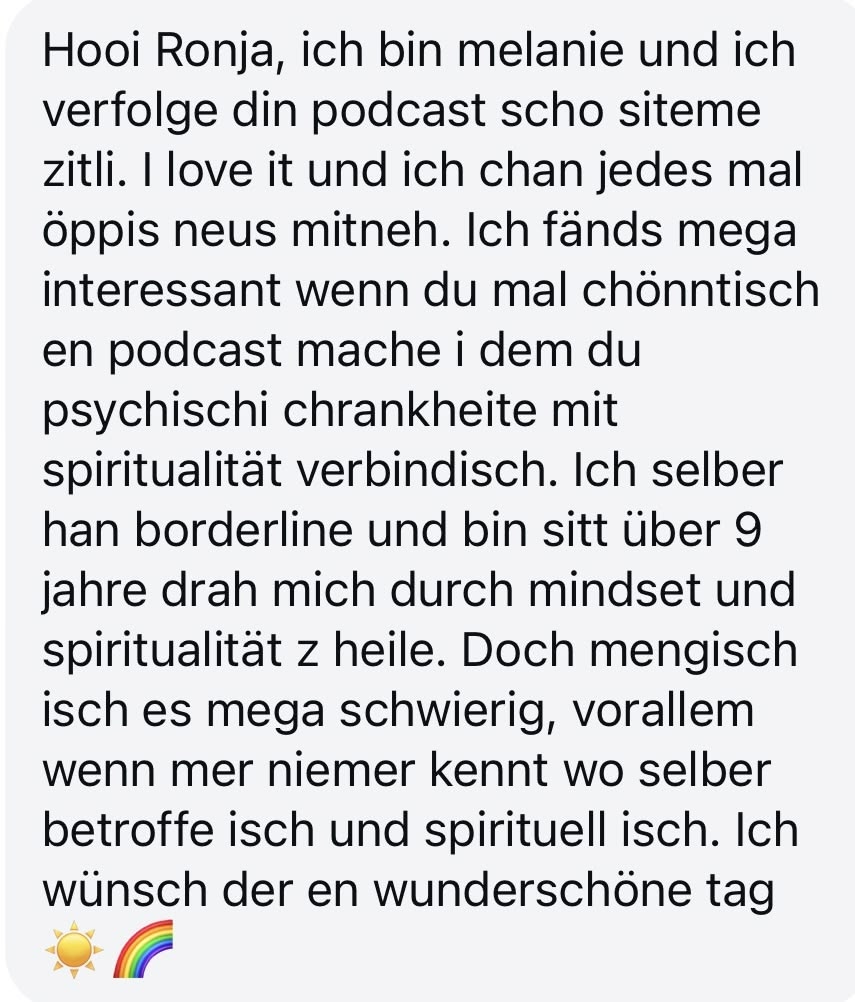 Hooi Ronja, ich bin melanie und ich
verfolge din podcast scho siteme
zitli. I love it und ich chan jedes mal
öppis neus mitneh. Ich fänds mega
interessant wenn du mal chönntisch
en podcast mache i dem du
psychischi chrankheite mit
spiritualität verbindisch. Ich selber
han borderline und bin sitt über 9
jahre drah mich durch mindset und
spiritualität z heile. Doch mengisch
isch es mega schwierig, vorallem
wenn mer niemer kennt wo selber
betroffe isch und spirituell isch. Ich
wünsch der en wunderschöne tag
☀️🌈